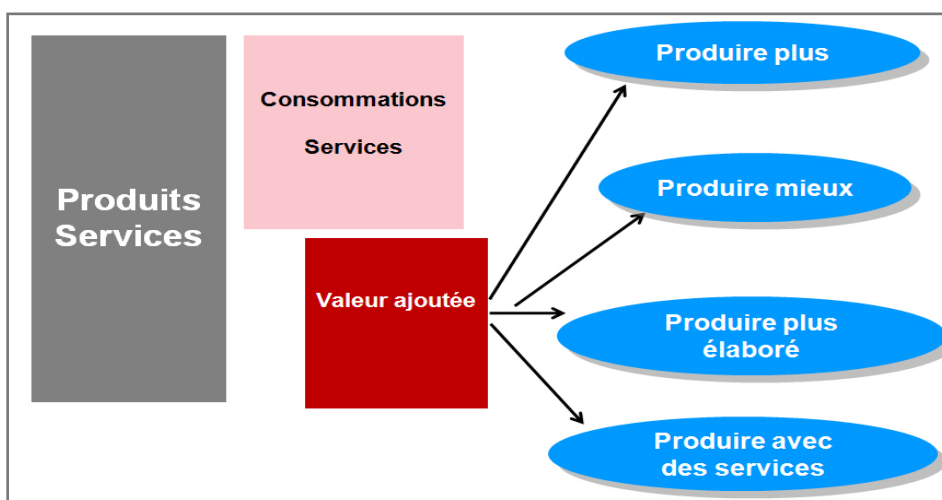 Produits
Services
Consommations
Services
Valeur ajoutée
Produire plus
Produire mieux
Produire plus
élaboré
Produire avec
des services